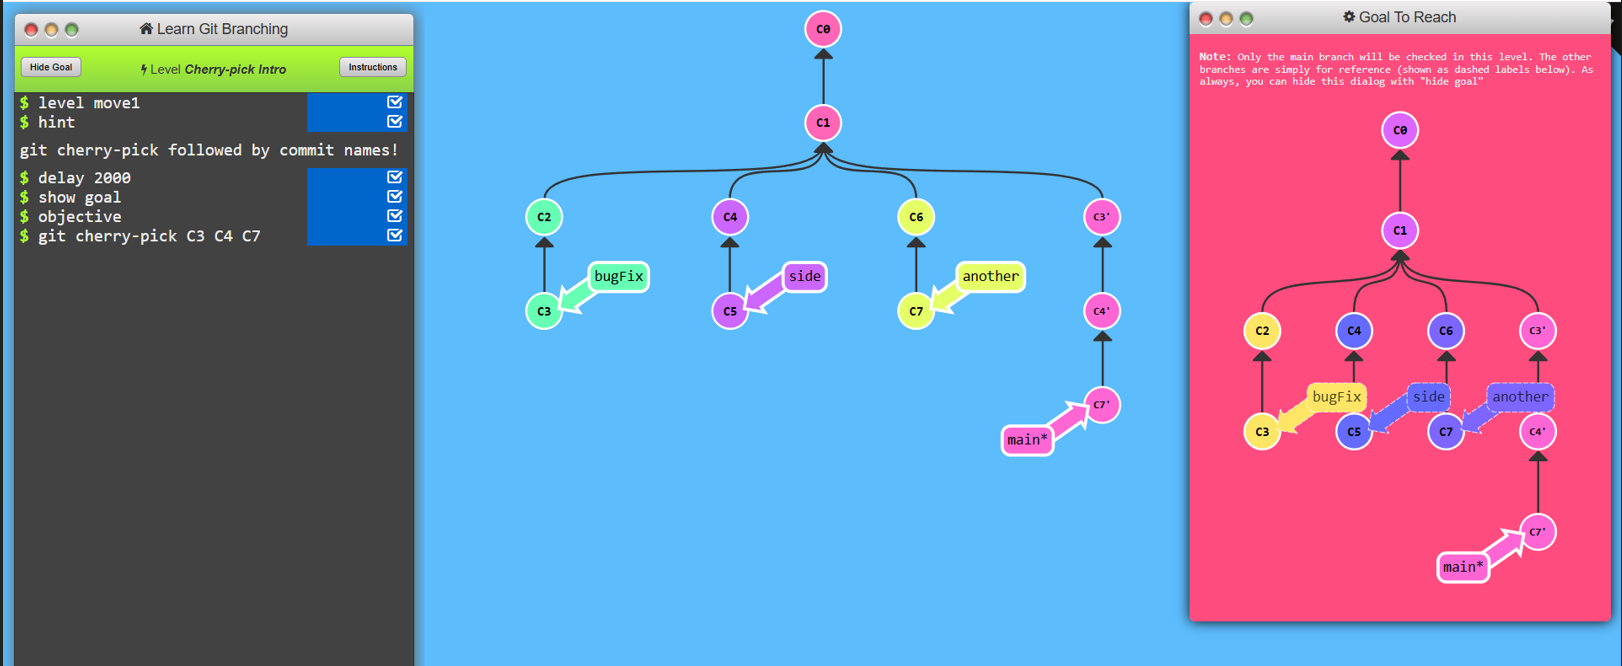 Learn Git Branching
Hide Goal
Level Cherry-pick Intro
Instructions
$ level move1
$ hint
git cherry-pick followed by commit names!
$ delay 2000
$ show goal
$ objective
$ git cherry-pick C3 C4 C7
C0
C1
C2
C4
C6
C3'
bugFix
side
another
C3
C5
C7
C4'
C7'
main*
Goal To Reach
Note: Only the main branch will be checked in this level. The other
branches are simply for reference (shown as dashed labels below). As
always, you can hide this dialog with "hide goal"
C0
C1
C2
C4
C6
C3'
bugFix
side
another
C3
C5
C7
C4'
C7'
main*